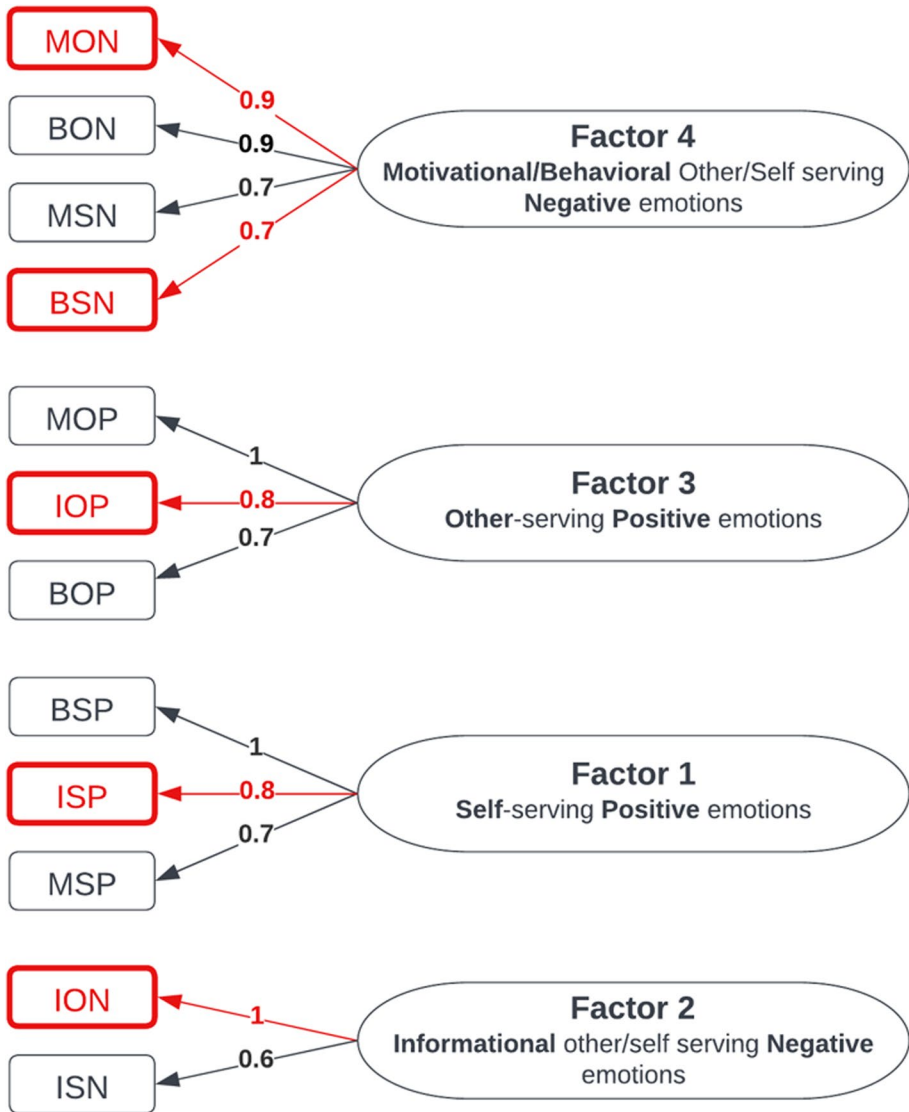 MON
BON
MSN
BSN
0.9
0.9
0.7
0.7
Factor 4
Motivational/Behavioral Other/Self serving
Negative emotions
MOP
IOP
BOP
1
0.8
0.7
Factor 3
Other-serving Positive emotions
BSP
ISP
MSP
1
0.8
0.7
Factor 1
Self-serving Positive emotions
ION
ISN
1
0.6
Factor 2
Informational other/self serving Negative
emotions